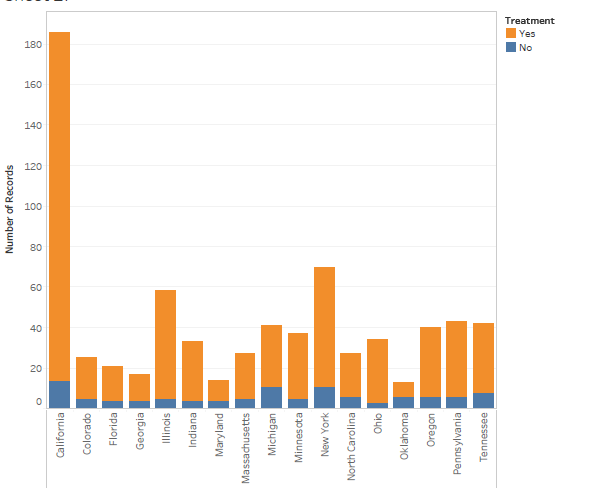 Treatment
Yes
No
Number of Records
180
160
140
120
100
80
60
40
20
0
California
Colorado
Florida
Georgia
Illinois
Indiana
Maryland
Massachusetts
Michigan
Minnesota
New York
North Carolina
Ohio
Oklahoma
Oregon
Pennsylvania
Tennessee